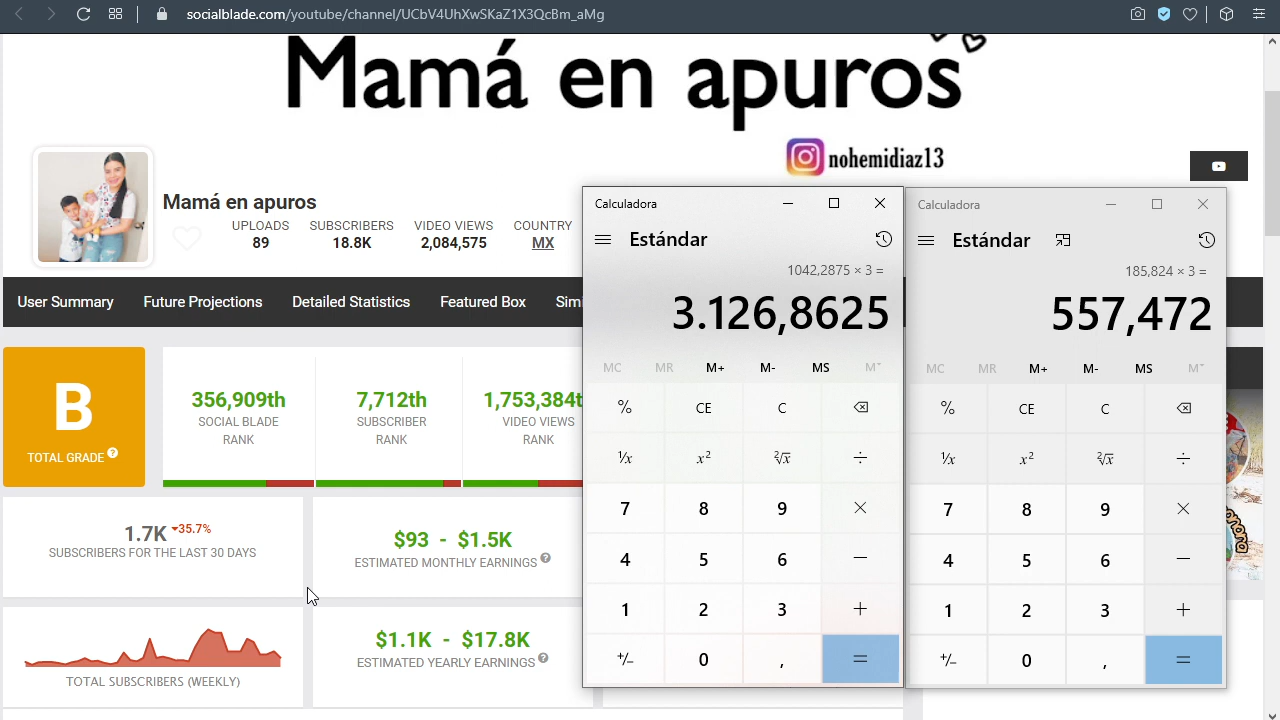 socialblade.com/youtube/channel/UCbV4UhXwSKaZ1X3QcBm_aMg
Mamá en apuros
nohemidiaz13
Mamá en apuros
UPLOADS
89
SUBSCRIBERS
18.8K
VIDEO VIEWS
2,084,575
COUNTRY
MX
User Summary
Future Projections
Detailed Statistics
Featured Box
B
TOTAL GRADE
356,909th
SOCIAL BLADE
RANK
7,712th
SUBSCRIBER
RANK
1,753,384t
VIDEO VIEWS
RANK
1.7K 35.7%
SUBSCRIBERS FOR THE LAST 30 DAYS
$93 - $1.5K
ESTIMATED MONTHLY EARNINGS
TOTAL SUBSCRIBERS (WEEKLY)
$1.1K - $17.8K
ESTIMATED YEARLY EARNINGS
Calculadora
Estándar
1042,2875 × 3 =
3.126,8625
MC MR M+ M- MS M˅
% CE C
¹/x x² ²√x ÷
7 8 9 ×
4 5 6 −
1 2 3 +
+/− 0 , =
Calculadora
Estándar
185,824 × 3 =
557,472
MC MR M+ M- MS M˅
% CE C
¹/x x² ²√x ÷
7 8 9 ×
4 5 6 −
1 2 3 +
+/− 0 , =